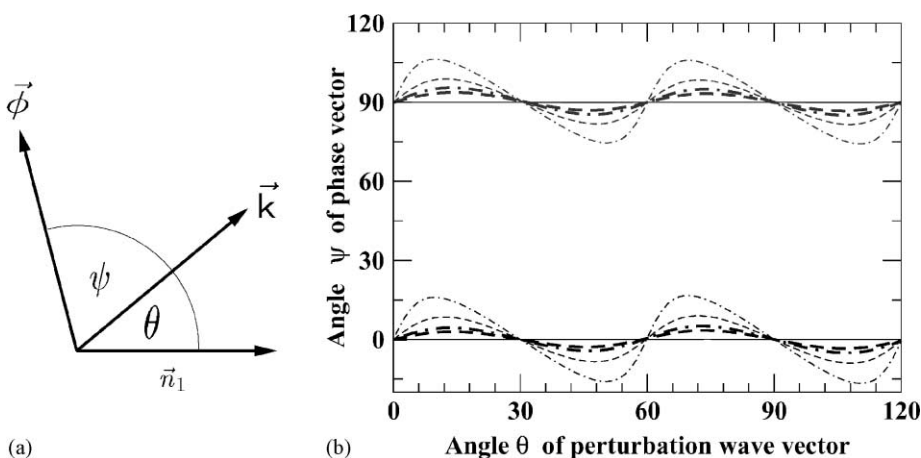 ϕ⃗
k⃗
ψ
θ
n⃗₁
(a)
120
90
60
30
0
Angle ψ of phase vector
0 30 60 90 120
(b) Angle θ of perturbation wave vector